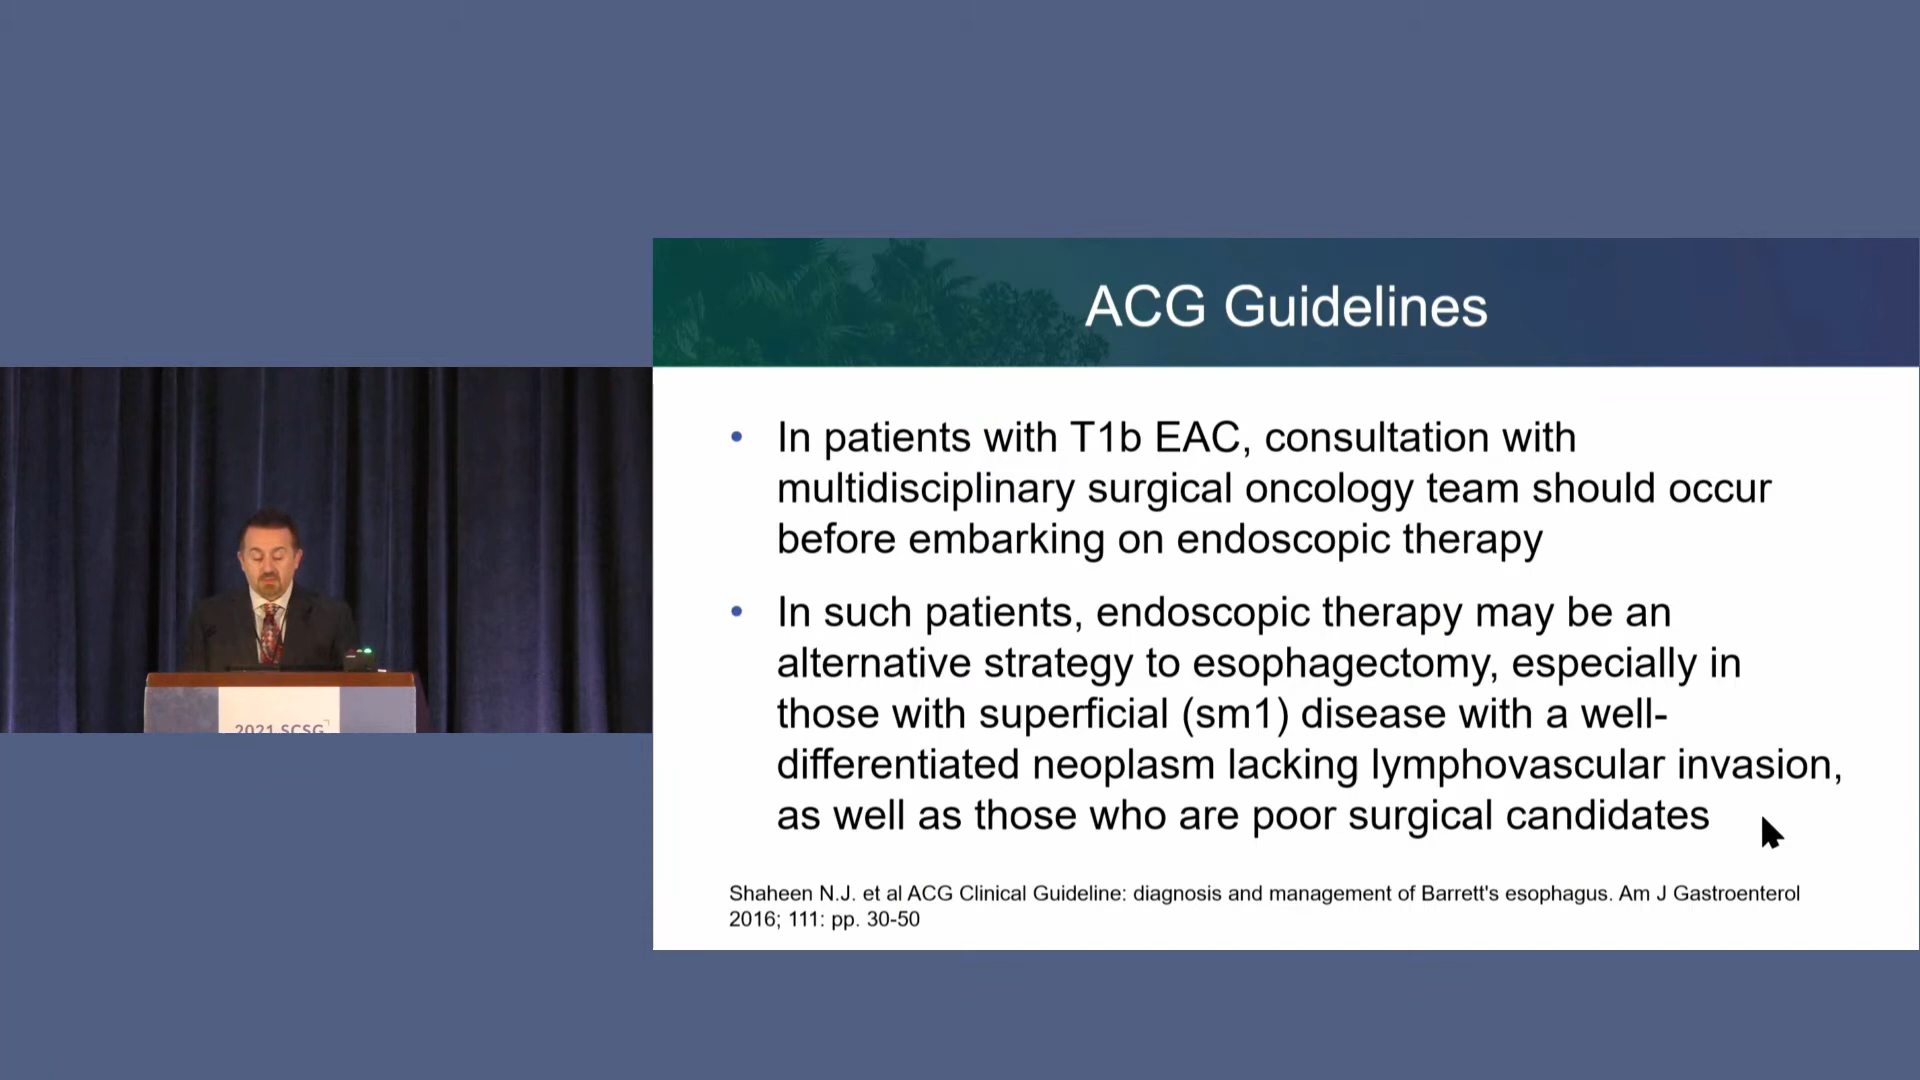 ACG Guidelines
• In patients with T1b EAC, consultation with
multidisciplinary surgical oncology team should occur
before embarking on endoscopic therapy
• In such patients, endoscopic therapy may be an
alternative strategy to esophagectomy, especially in
those with superficial (sm1) disease with a well-
differentiated neoplasm lacking lymphovascular invasion,
as well as those who are poor surgical candidates
Shaheen N.J. et al ACG Clinical Guideline: diagnosis and management of Barrett's esophagus. Am J Gastroenterol
2016; 111: pp. 30-50
2021 SCSG